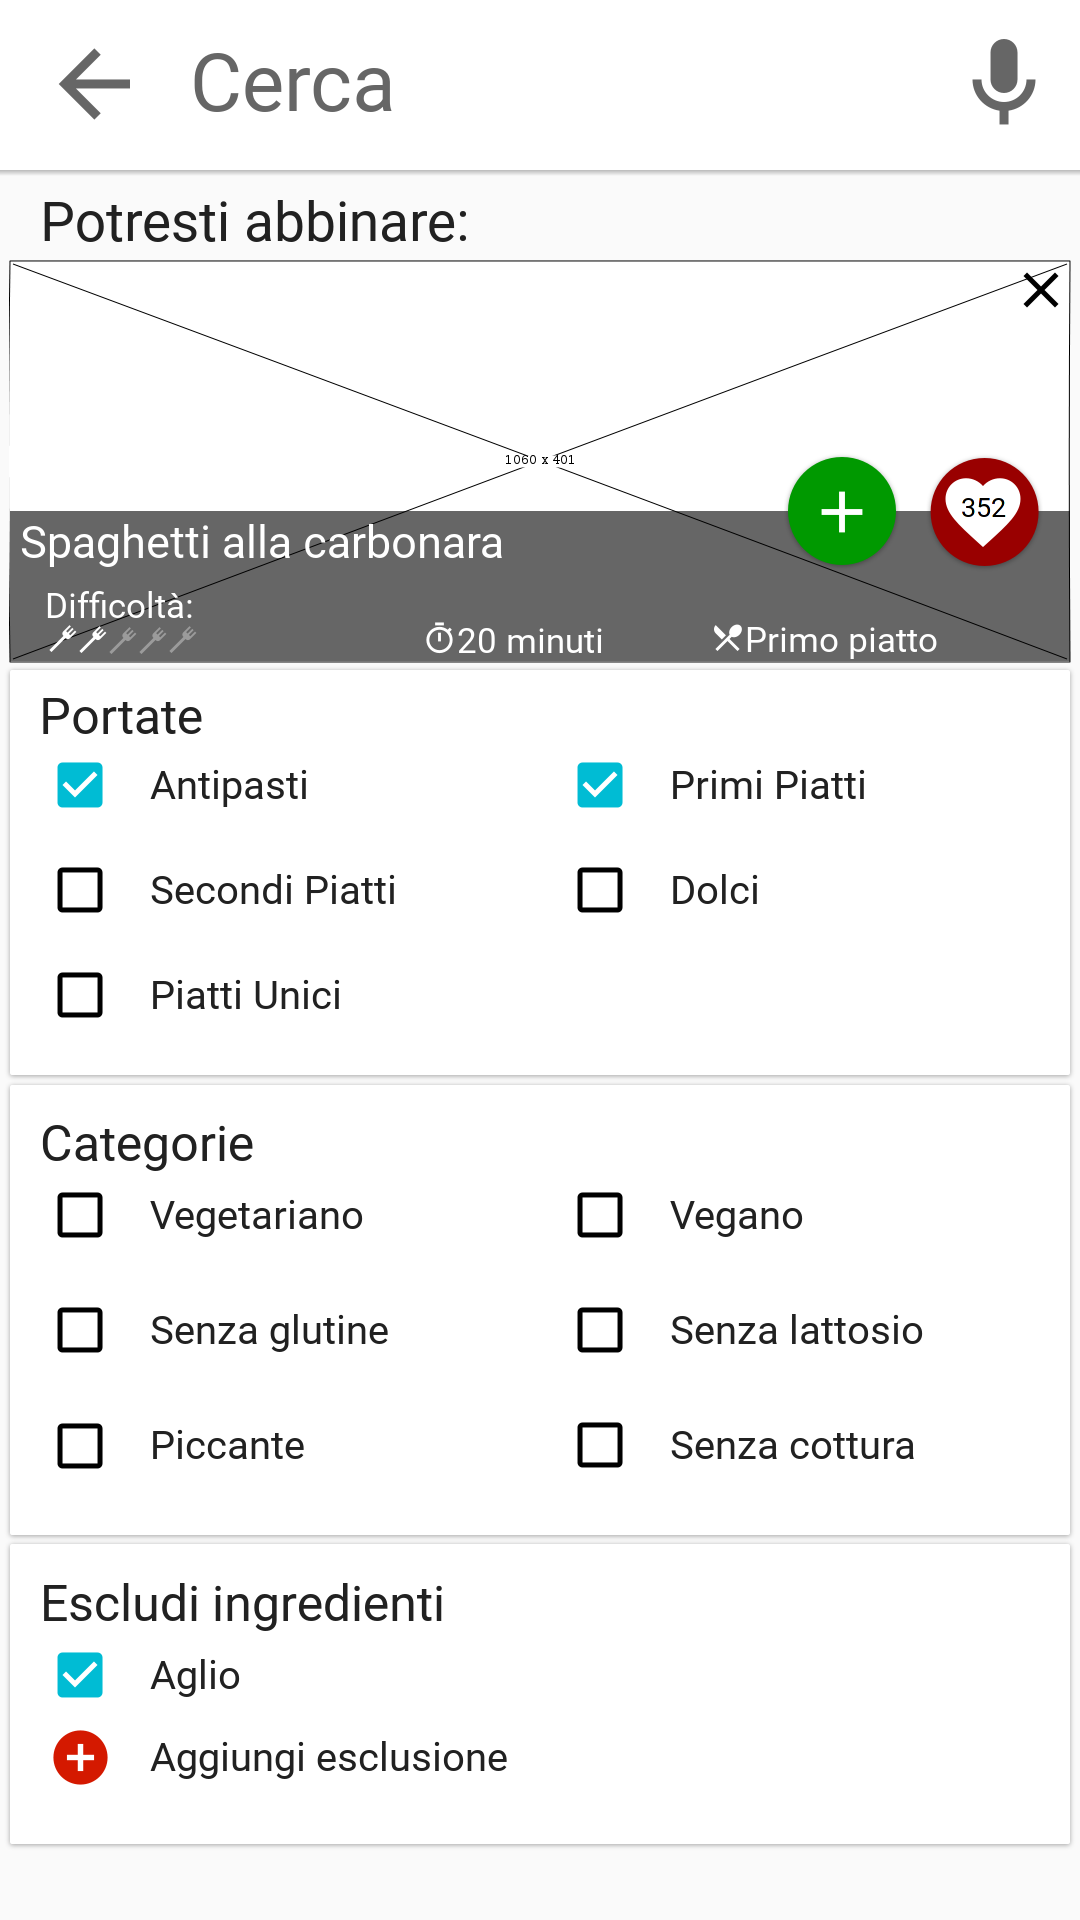 Cerca
Potresti abbinare:
1060 x 401
352
Spaghetti alla carbonara
Difficoltà:
20 minuti
Primo piatto
Portate
Antipasti
Primi Piatti
Secondi Piatti
Dolci
Piatti Unici
Categorie
Vegetariano
Vegano
Senza glutine
Senza lattosio
Piccante
Senza cottura
Escludi ingredienti
Aglio
Aggiungi esclusione